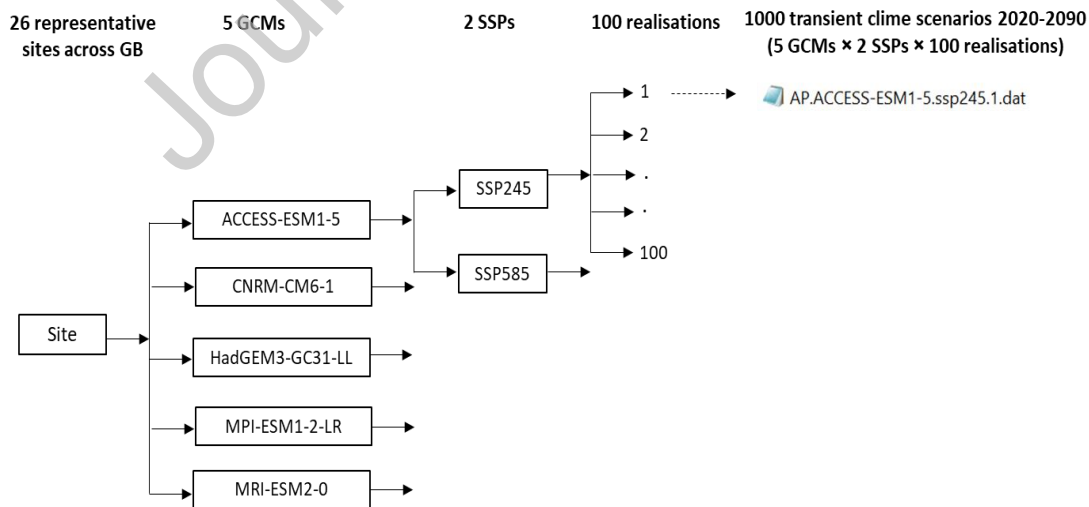 26 representative
sites across GB
5 GCMs
2 SSPs
100 realisations
1000 transient clime scenarios 2020-2090
(5 GCMs × 2 SSPs × 100 realisations)
Jou
1
AP.ACCESS-ESM1-5.ssp245.1.dat
2
.
.
100
SSP245
SSP585
ACCESS-ESM1-5
CNRM-CM6-1
HadGEM3-GC31-LL
MPI-ESM1-2-LR
MRI-ESM2-0
Site